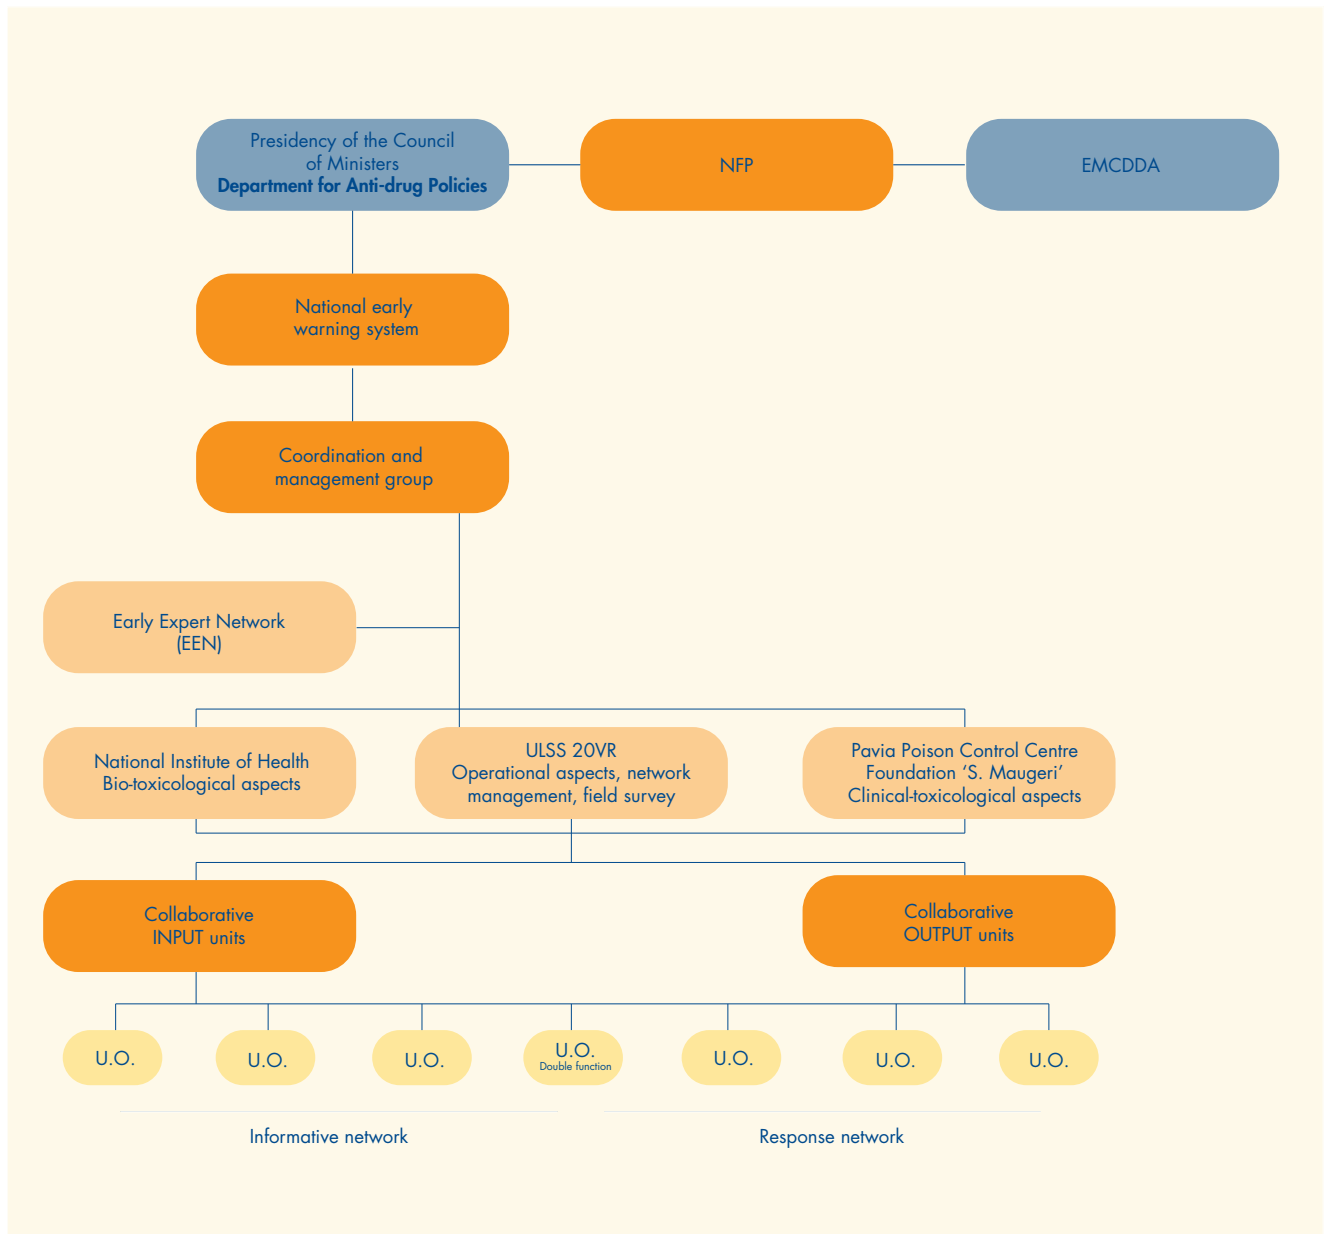 Presidency of the Council
of Ministers
Department for Anti-drug Policies
NFP
EMCDDA
National early
warning system
Coordination and
management group
Early Expert Network
(EEN)
National Institute of Health
Bio-toxicological aspects
ULSS 20VR
Operational aspects, network
management, field survey
Pavia Poison Control Centre
Foundation ‘S. Maugeri’
Clinical-toxicological aspects
Collaborative
INPUT units
Collaborative
OUTPUT units
U.O.
U.O.
U.O.
U.O.
Double function
U.O.
U.O.
U.O.
Informative network
Response network